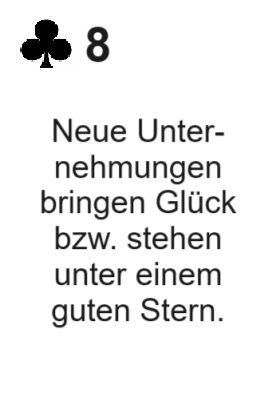 ♣ 8
Neue Unter-
nehmungen
bringen Glück
bzw. stehen
unter einem
guten Stern.